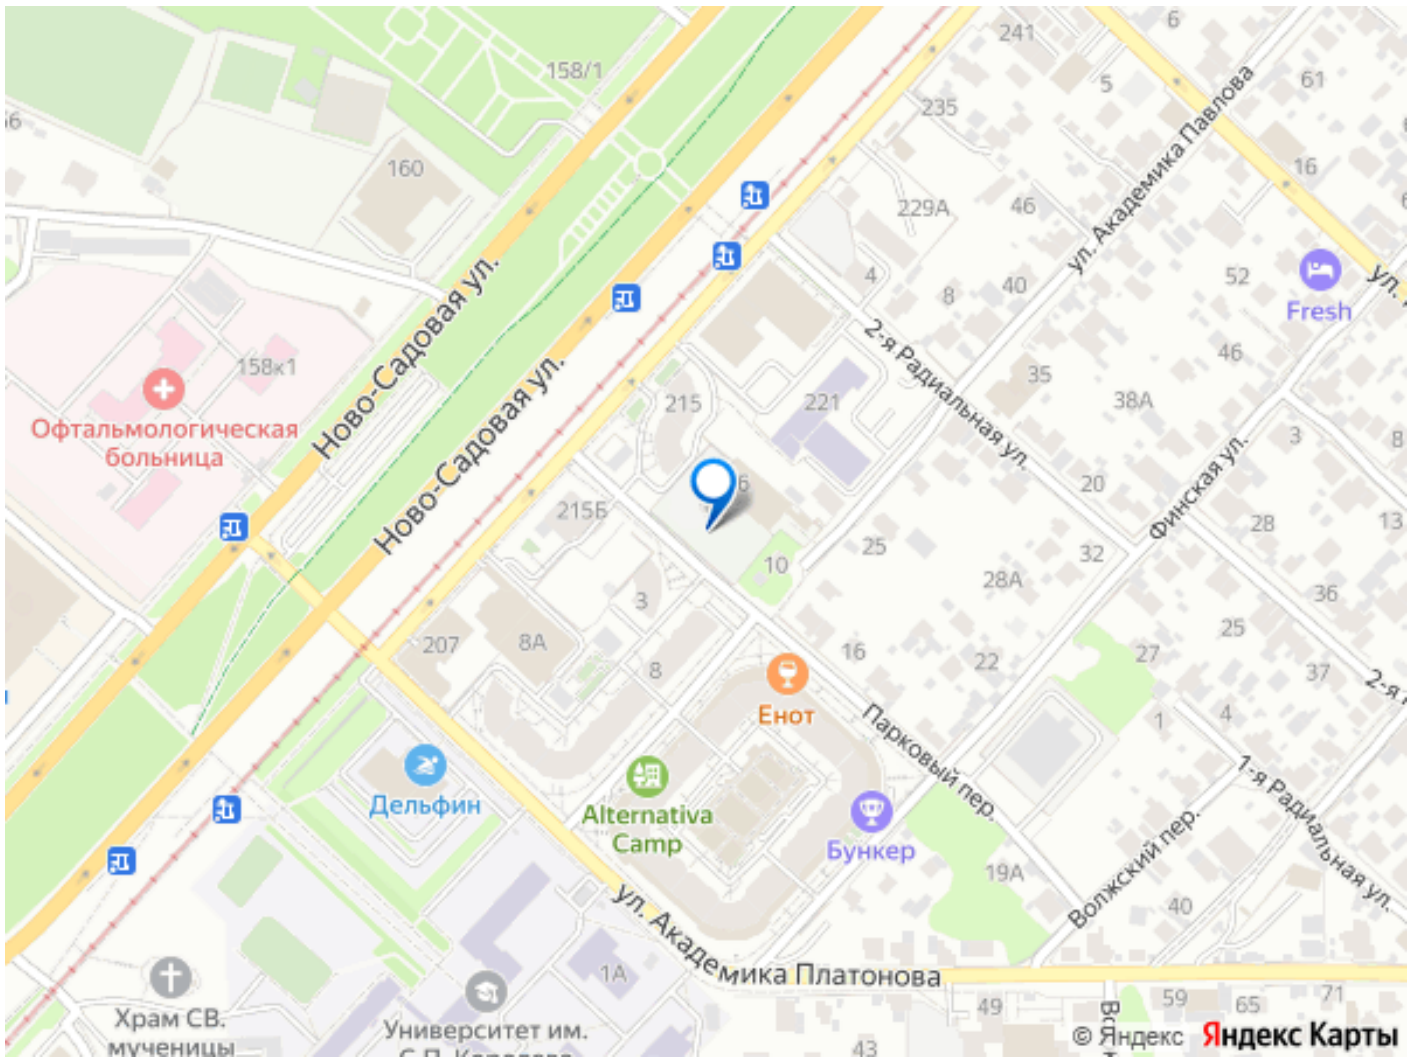 6
241
158/1
5
61
235
ул. Академика Павлова
66
160
16
229А
46
6
52
4
8
40
ул.
Fresh
Ново-Садовая ул.
2-я Радиальная ул.
46
158к1
35
38А
Офтальмологическая
больница
Ново-Садовая ул.
215
221
3
8
20
Финская ул.
215Б
28
13
25
32
10
28А
36
3
25
207
8А
16
22
27
37
8
Енот
Парковый пер.
1
4
Дельфин
Alternativa
Camp
Бункер
1-я Радиальная ул.
Волжский пер.
19А
40
ул. Академика Платонова
1А
Храм СВ.
мученицы
Университет им.
49
59
65
71
43
© Яндекс Яндекс Карты